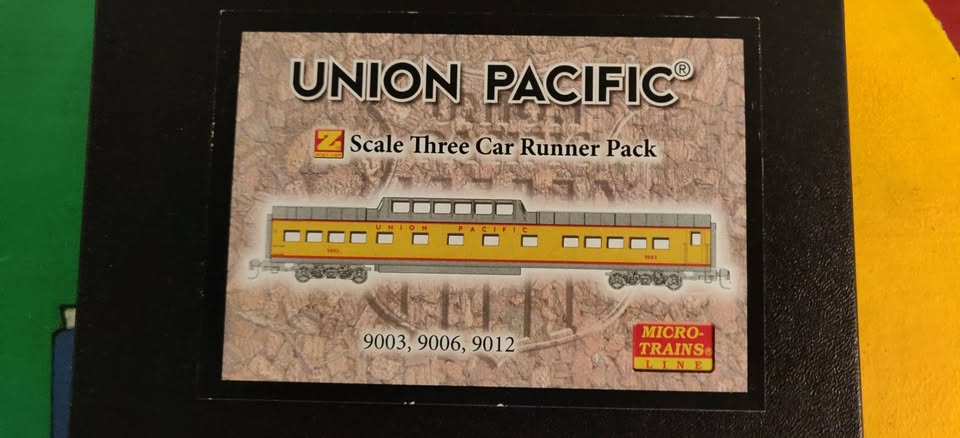 UNION PACIFIC®
Z Scale Three Car Runner Pack
UNION PACIFIC
9003, 9006, 9012
MICRO-
TRAINS®
LINE